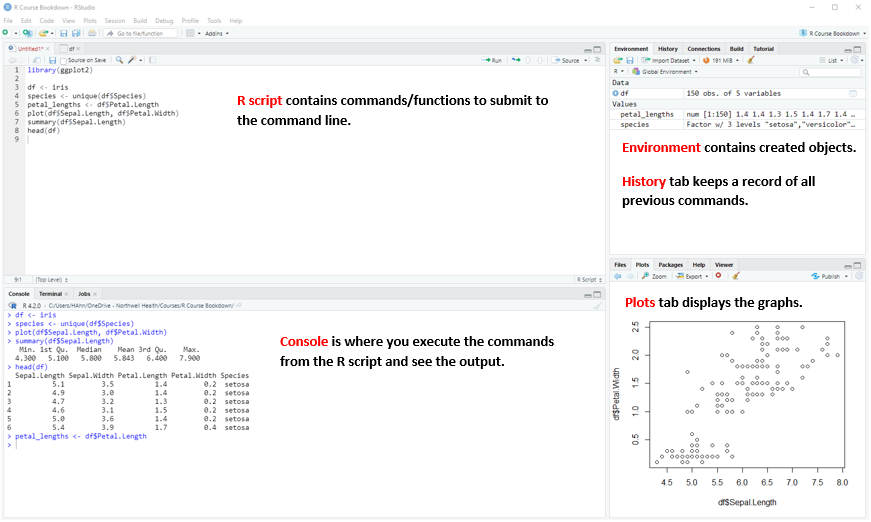 R Course Bookdown - RStudio
File Edit Code View Plots Session Build Debug Profile Tools Help
Go to file/function Addins R Course Bookdown
Untitled1* df
Source on Save Run Source
1 library(ggplot2)
2
3 df <- iris
4 species <- unique(df$Species)
5 petal_lengths <- df$Petal.Length
6 plot(df$Sepal.Length, df$Petal.Width)
7 summary(df$Sepal.Length)
8 head(df)
9
R script contains commands/functions to submit to
the command line.
9:1 (Top Level) R Script
Console Terminal Jobs
R 4.2.0 · C:/Users/HAhn/OneDrive - Northwell Health/Courses/R Course Bookdown/
> df <- iris
> species <- unique(df$Species)
> plot(df$Sepal.Length, df$Petal.Width)
> summary(df$Sepal.Length)
Min. 1st Qu. Median Mean 3rd Qu. Max.
4.300 5.100 5.800 5.843 6.400 7.900
> head(df)
Sepal.Length Sepal.Width Petal.Length Petal.Width Species
1 5.1 3.5 1.4 0.2 setosa
2 4.9 3.0 1.4 0.2 setosa
3 4.7 3.2 1.3 0.2 setosa
4 4.6 3.1 1.5 0.2 setosa
5 5.0 3.6 1.4 0.2 setosa
6 5.4 3.9 1.7 0.4 setosa
> petal_lengths <- df$Petal.Length
>
Console is where you execute the commands
from the R script and see the output.
Environment History Connections Build Tutorial
Import Dataset 191 MiB List
R Global Environment
Data
df 150 obs. of 5 variables
Values
petal_lengths num [1:150] 1.4 1.4 1.3 1.5 1.4 1.7 1.4 …
species Factor w/ 3 levels "setosa","versicolor"…
Environment contains created objects.
History tab keeps a record of all
previous commands.
Files Plots Packages Help Viewer
Zoom Export Publish
Plots tab displays the graphs.
df$Petal.Width
2.5
2.0
1.5
1.0
0.5
4.5 5.0 5.5 6.0 6.5 7.0 7.5 8.0
df$Sepal.Length